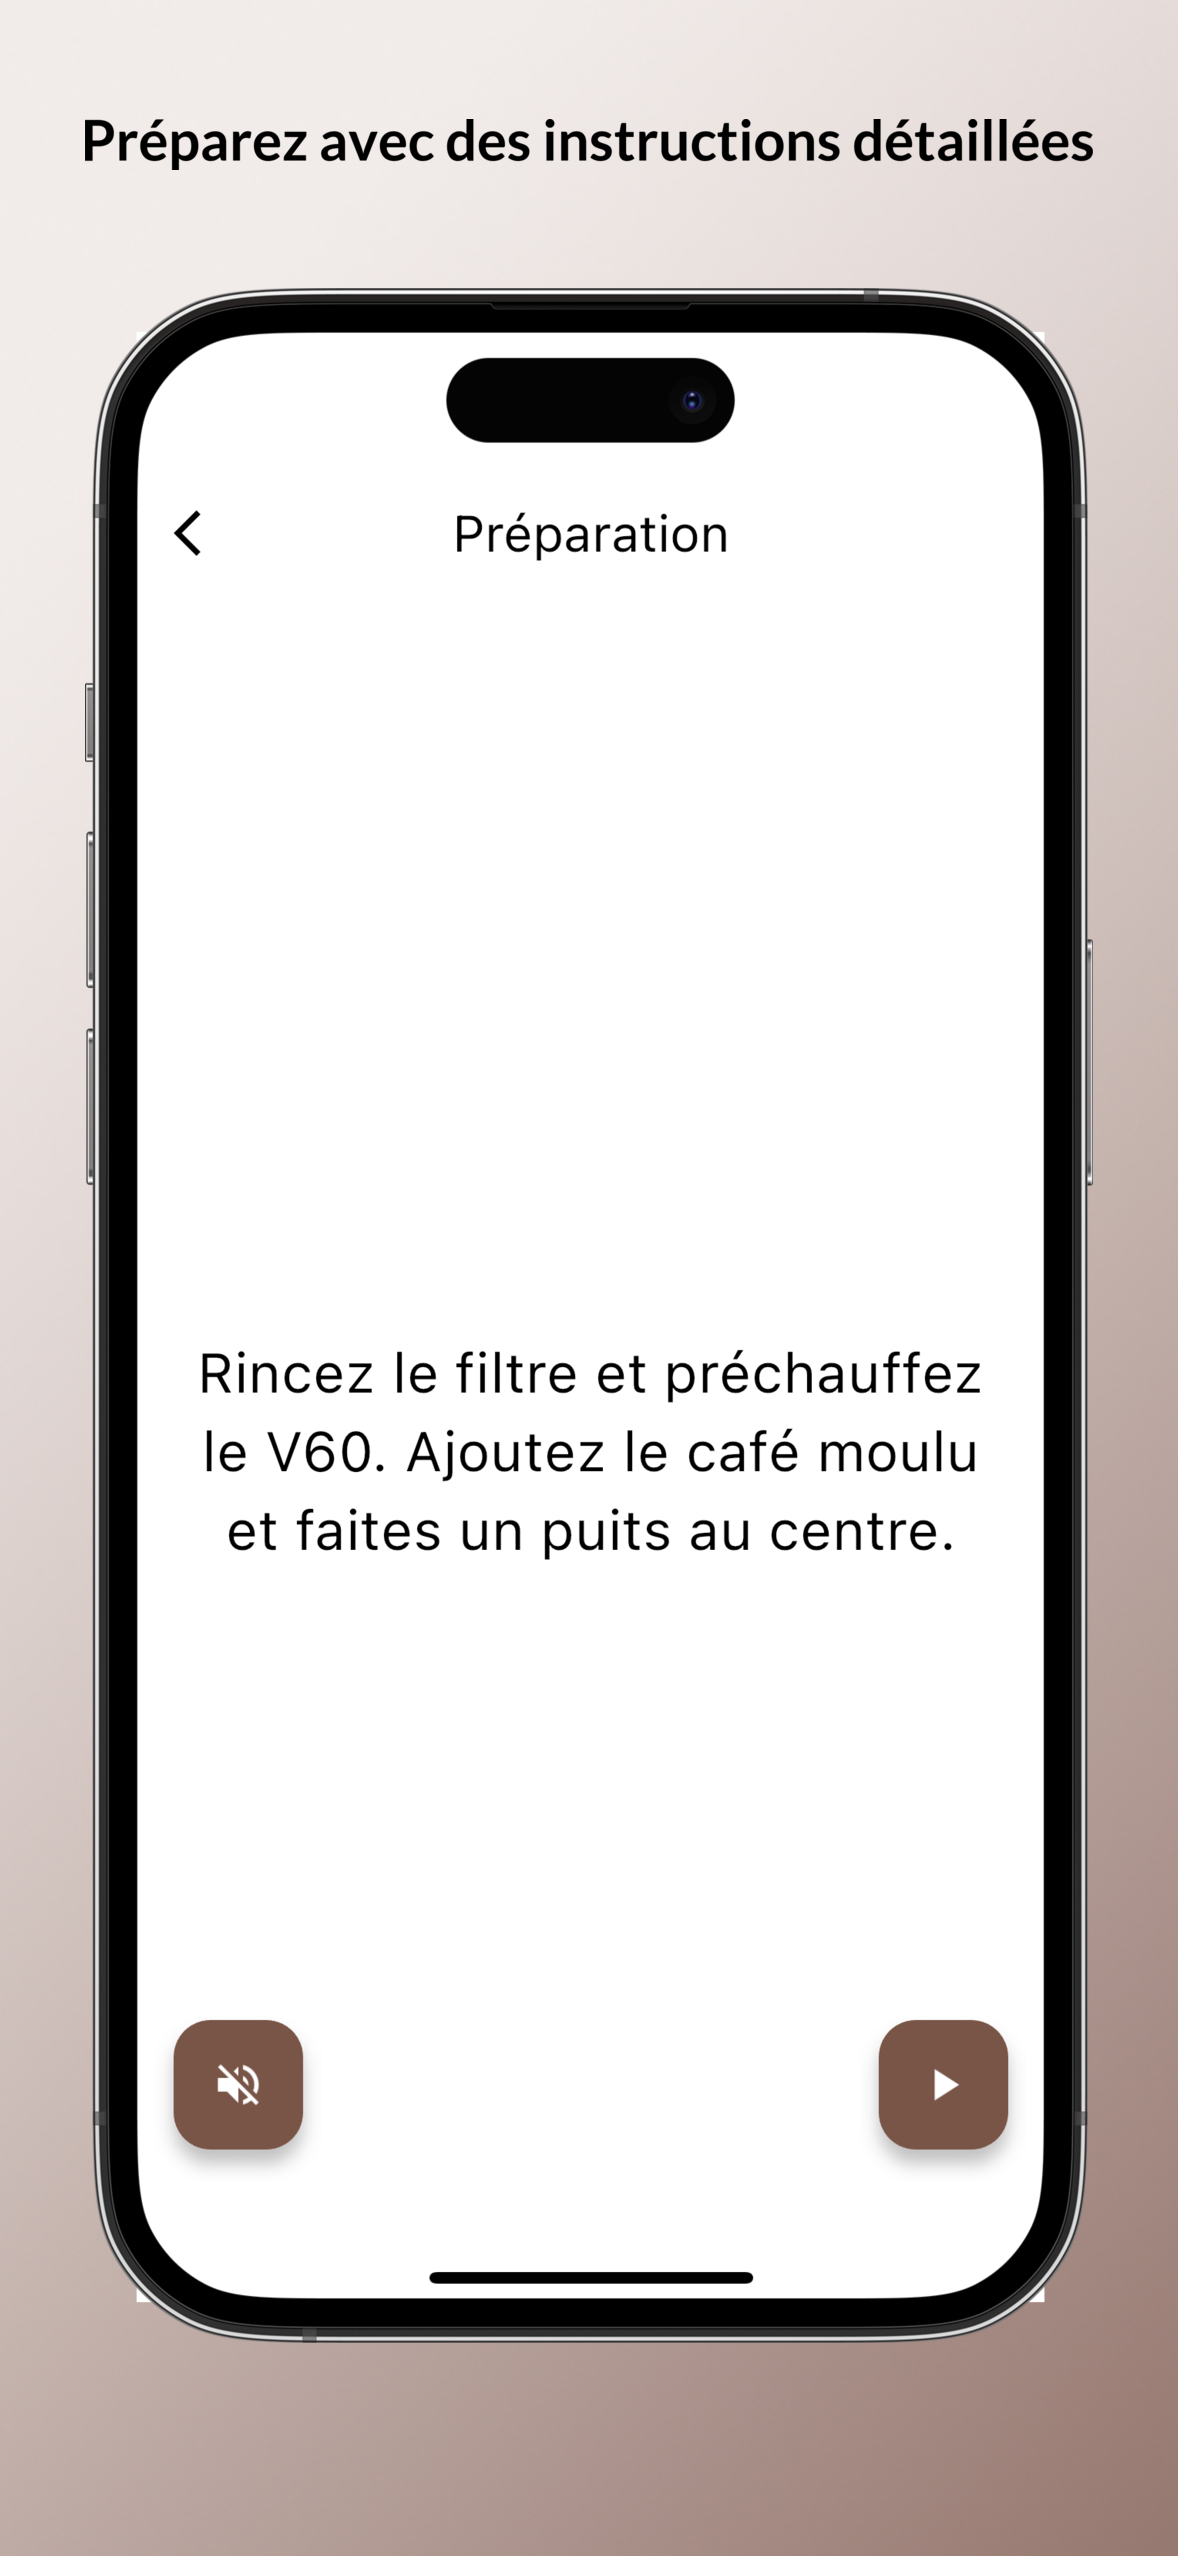 Préparez avec des instructions détaillées
Préparation
Rincez le filtre et préchauffez
le V60. Ajoutez le café moulu
et faites un puits au centre.